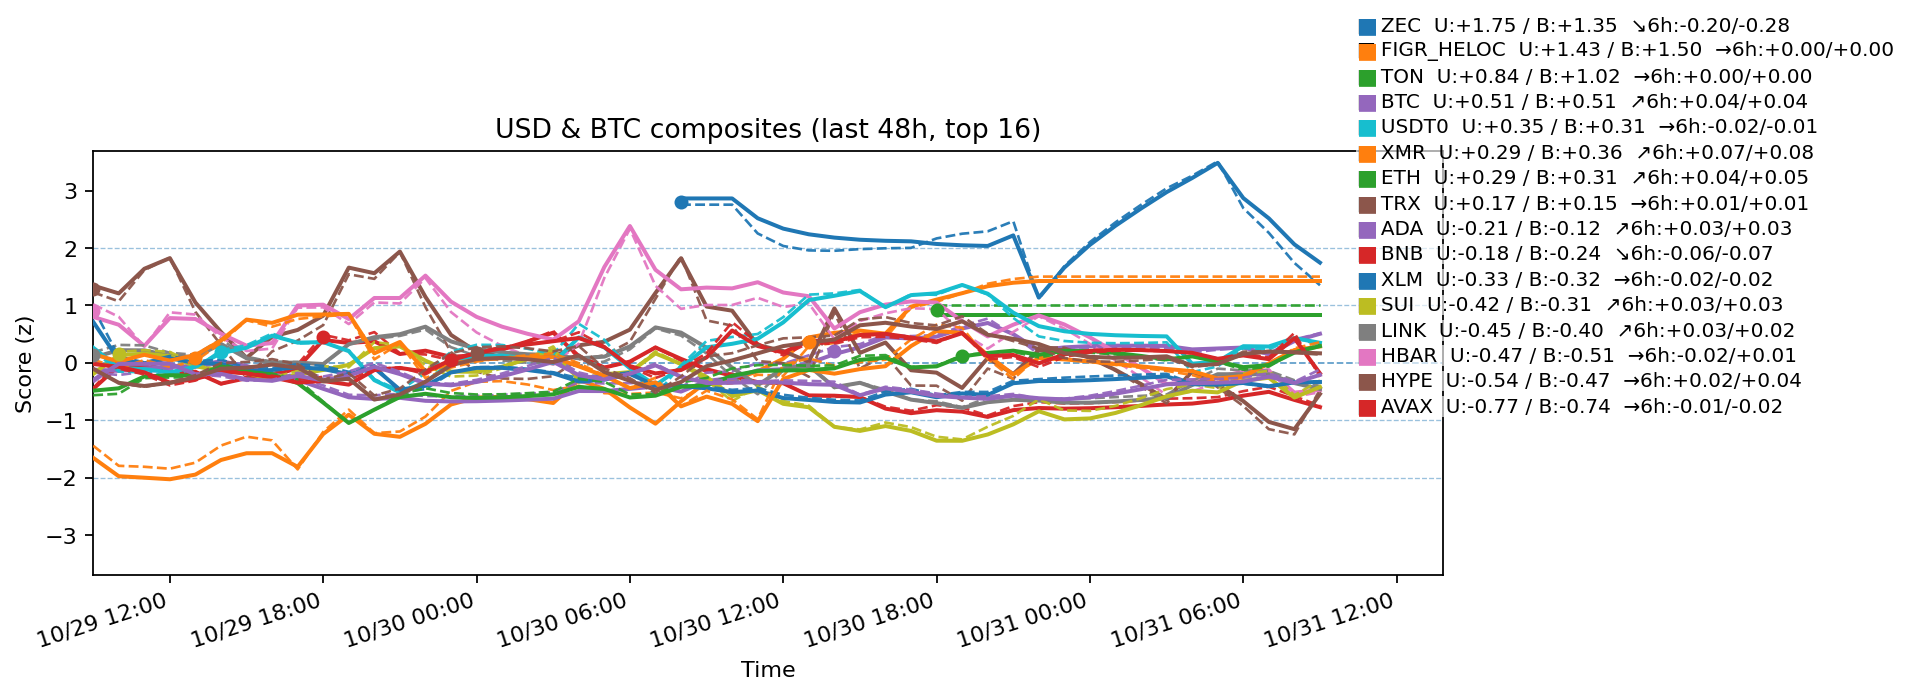 ZEC  U:+1.75 / B:+1.35  ↘6h:-0.20/-0.28
FIGR_HELOC  U:+1.43 / B:+1.50  →6h:+0.00/+0.00
TON  U:+0.84 / B:+1.02  →6h:+0.00/+0.00
BTC  U:+0.51 / B:+0.51  ↗6h:+0.04/+0.04
USDT0  U:+0.35 / B:+0.31  →6h:-0.02/-0.01
XMR  U:+0.29 / B:+0.36  ↗6h:+0.07/+0.08
ETH  U:+0.29 / B:+0.31  ↗6h:+0.04/+0.05
TRX  U:+0.17 / B:+0.15  →6h:+0.01/+0.01
ADA  U:-0.21 / B:-0.12  ↗6h:+0.03/+0.03
BNB  U:-0.18 / B:-0.24  ↘6h:-0.06/-0.07
XLM  U:-0.33 / B:-0.32  →6h:-0.02/-0.02
SUI  U:-0.42 / B:-0.31  ↗6h:+0.03/+0.03
LINK  U:-0.45 / B:-0.40  ↗6h:+0.03/+0.02
HBAR  U:-0.47 / B:-0.51  →6h:-0.02/+0.01
HYPE  U:-0.54 / B:-0.47  →6h:+0.02/+0.04
AVAX  U:-0.77 / B:-0.74  →6h:-0.01/-0.02
USD & BTC composites (last 48h, top 16)
Score (z)
3
2
1
0
−1
−2
−3
10/29 12:00
10/29 18:00
10/30 00:00
10/30 06:00
10/30 12:00
10/30 18:00
10/31 00:00
10/31 06:00
10/31 12:00
Time